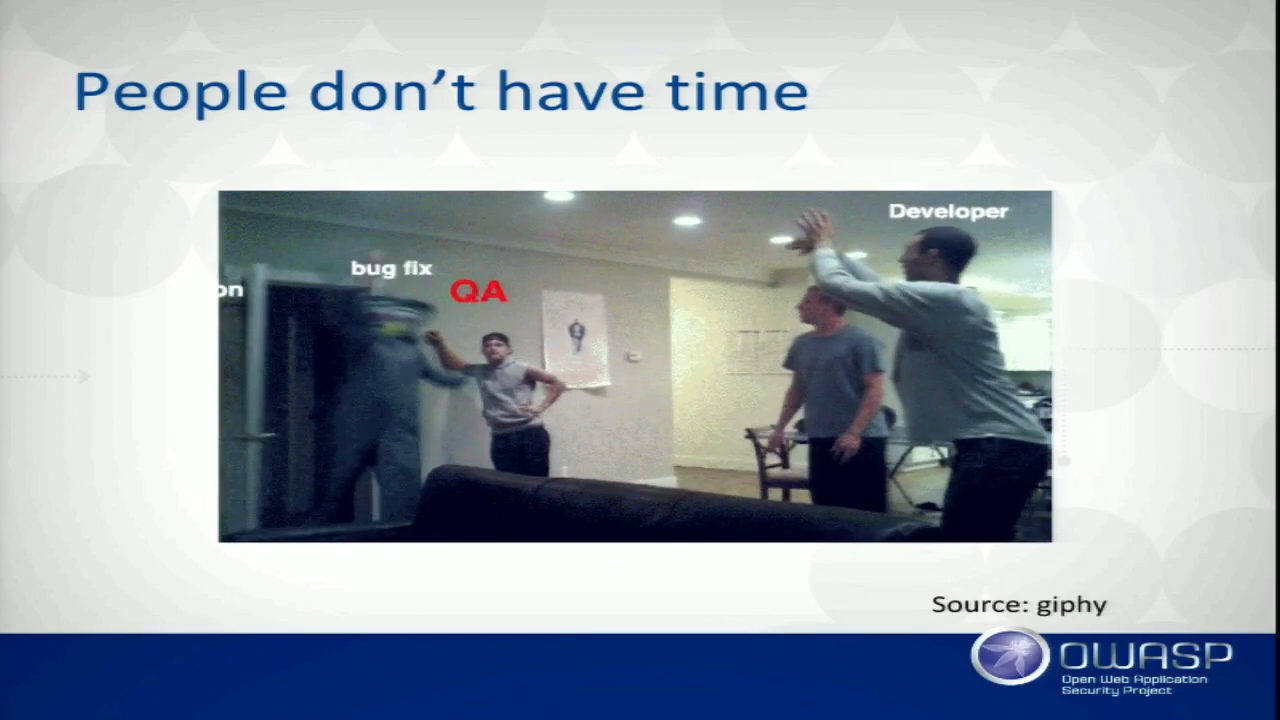 People don't have time
Developer
bug fix
on
QA
Source: giphy
OWASP
Open Web Application
Security Project